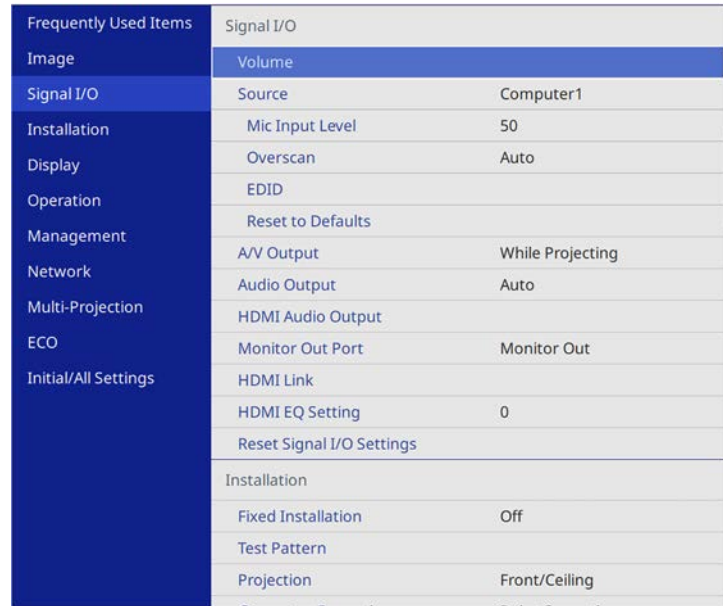 Frequently Used Items
Image
Signal I/O
Installation
Display
Operation
Management
Network
Multi-Projection
ECO
Initial/All Settings
Signal I/O
Volume
Source Computer1
Mic Input Level 50
Overscan Auto
EDID
Reset to Defaults
A/V Output While Projecting
Audio Output Auto
HDMI Audio Output
Monitor Out Port Monitor Out
HDMI Link
HDMI EQ Setting 0
Reset Signal I/O Settings
Installation
Fixed Installation Off
Test Pattern
Projection Front/Ceiling